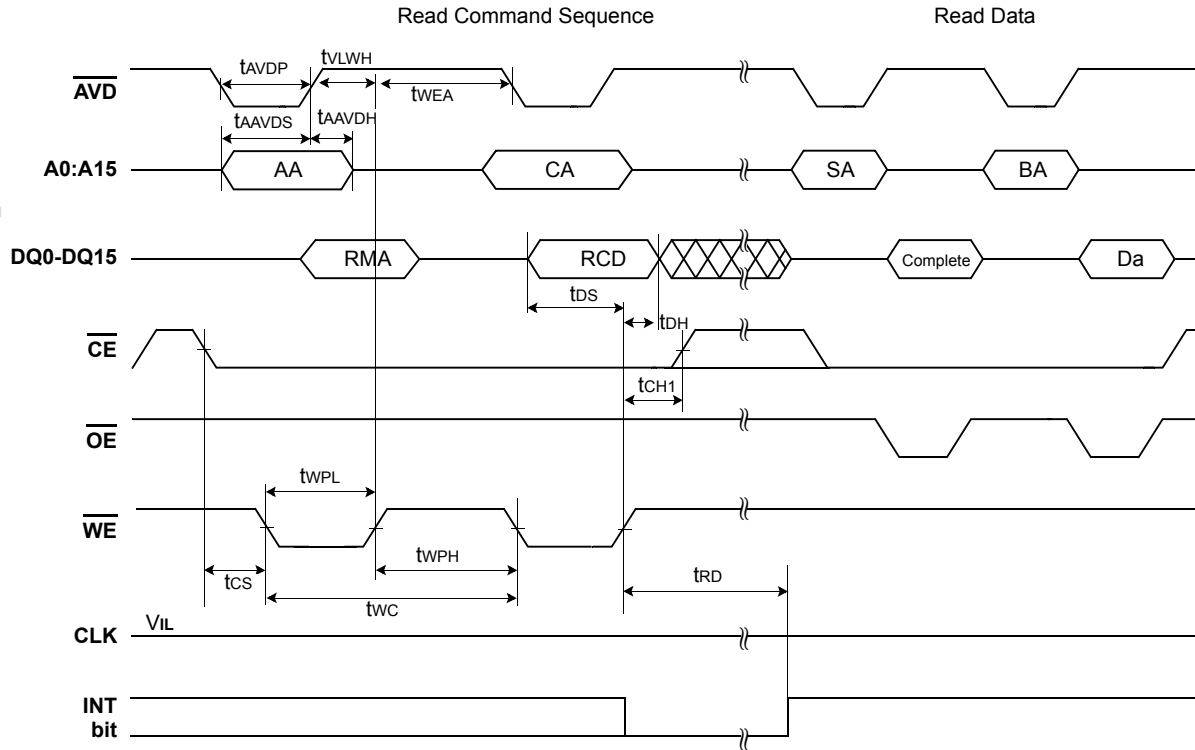 Read Command Sequence Read Data
tAVDP tVLWH
AVD
tWEA
tAAVDS tAAVDH
A0:A15 AA CA SA BA
DQ0-DQ15 RMA RCD Complete Da
tDS
tDH
CE
tCH1
OE
tWPL
WE
tWPH
tCS tRD
tWC
VIL
CLK
INT
bit